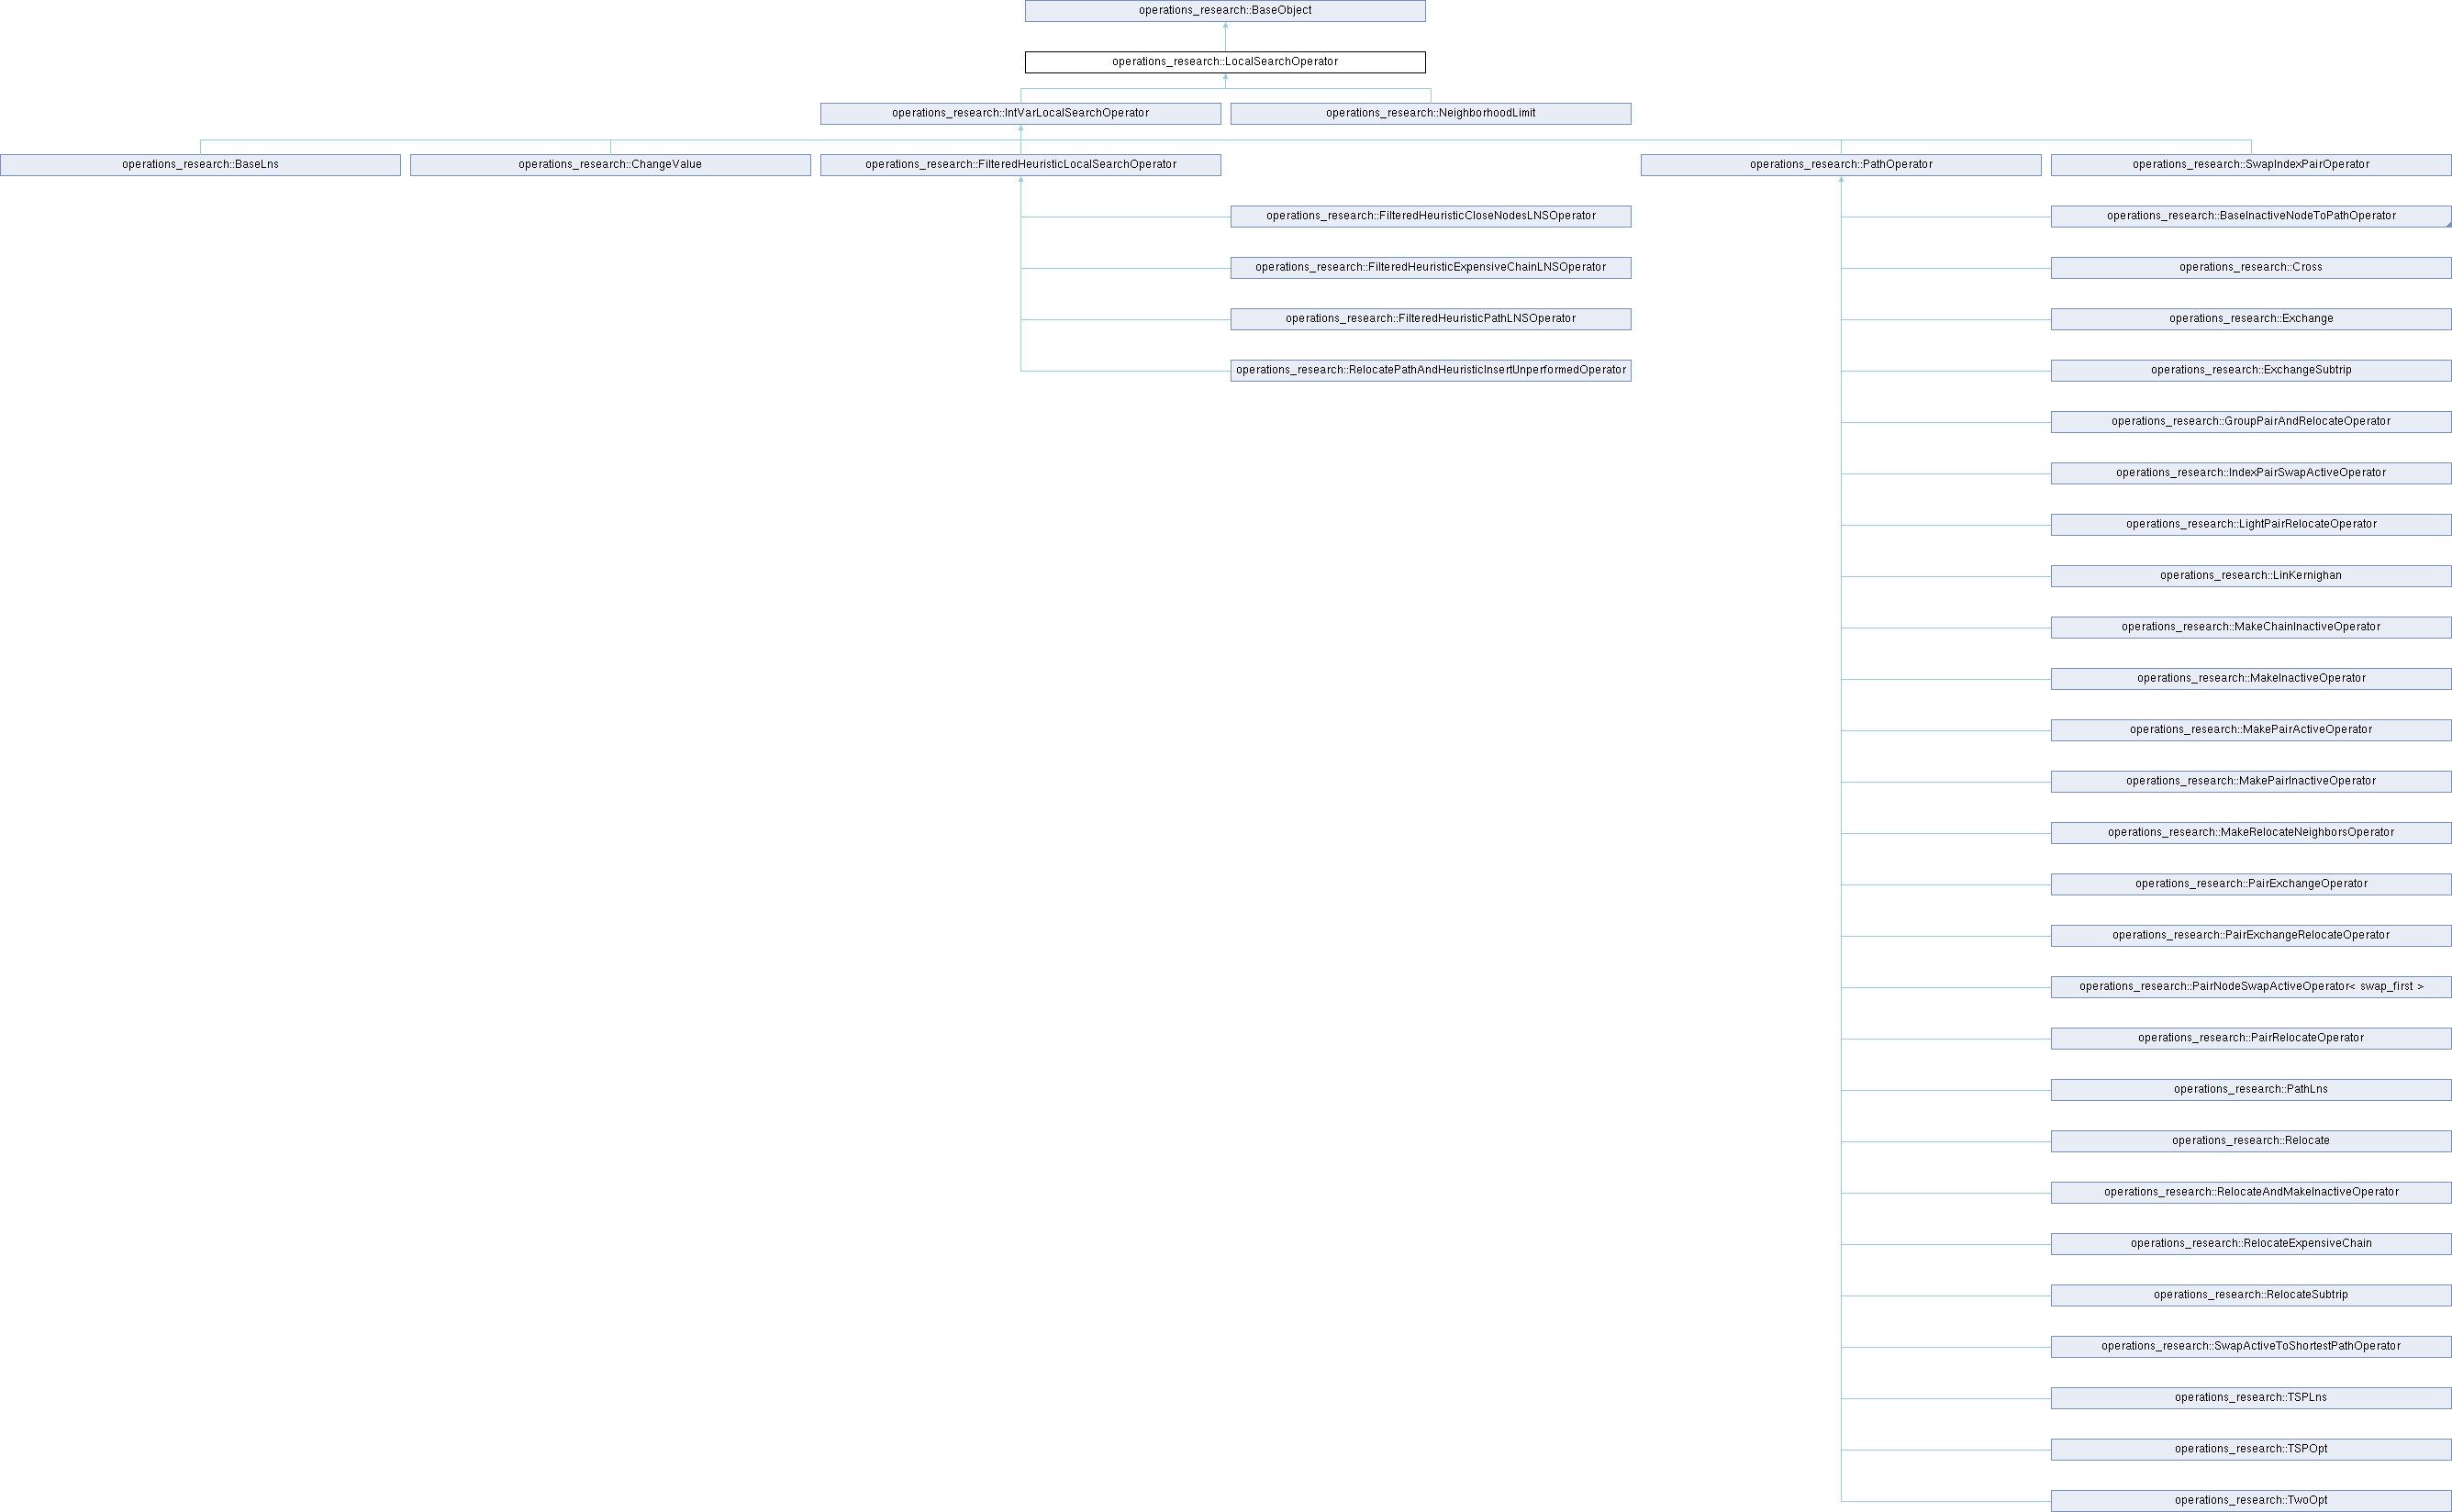 operations_research::BaseObject
operations_research::LocalSearchOperator
operations_research::IntVarLocalSearchOperator
operations_research::NeighborhoodLimit
operations_research::BaseLns
operations_research::ChangeValue
operations_research::FilteredHeuristicLocalSearchOperator
operations_research::PathOperator
operations_research::SwapIndexPairOperator
operations_research::FilteredHeuristicCloseNodesLNSOperator
operations_research::BaseInactiveNodeToPathOperator
operations_research::FilteredHeuristicExpensiveChainLNSOperator
operations_research::Cross
operations_research::FilteredHeuristicPathLNSOperator
operations_research::Exchange
operations_research::RelocatePathAndHeuristicInsertUnperformedOperator
operations_research::ExchangeSubtrip
operations_research::GroupPairAndRelocateOperator
operations_research::IndexPairSwapActiveOperator
operations_research::LightPairRelocateOperator
operations_research::LinKernighan
operations_research::MakeChainInactiveOperator
operations_research::MakeInactiveOperator
operations_research::MakePairActiveOperator
operations_research::MakePairInactiveOperator
operations_research::MakeRelocateNeighborsOperator
operations_research::PairExchangeOperator
operations_research::PairExchangeRelocateOperator
operations_research::PairNodeSwapActiveOperator< swap_first >
operations_research::PairRelocateOperator
operations_research::PathLns
operations_research::Relocate
operations_research::RelocateAndMakeInactiveOperator
operations_research::RelocateExpensiveChain
operations_research::RelocateSubtrip
operations_research::SwapActiveToShortestPathOperator
operations_research::TSPLns
operations_research::TSPOpt
operations_research::TwoOpt